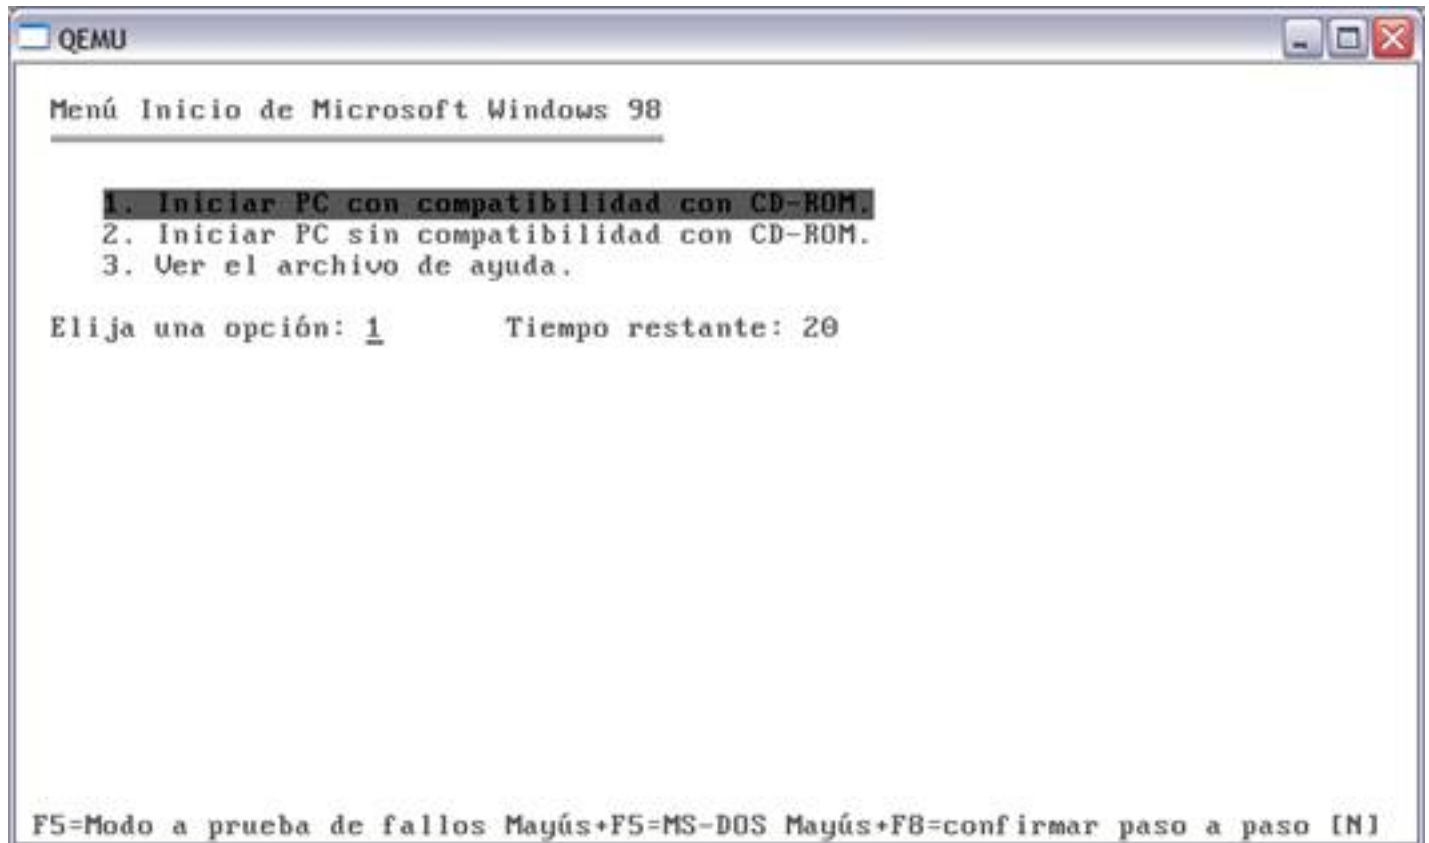 QEMU
Menú Inicio de Microsoft Windows 98
1. Iniciar PC con compatibilidad con CD-ROM.
2. Iniciar PC sin compatibilidad con CD-ROM.
3. Ver el archivo de ayuda.
Elija una opción: 1 Tiempo restante: 20
F5=Modo a prueba de fallos Mayús+F5=MS-DOS Mayús+F8=confirmar paso a paso [N]